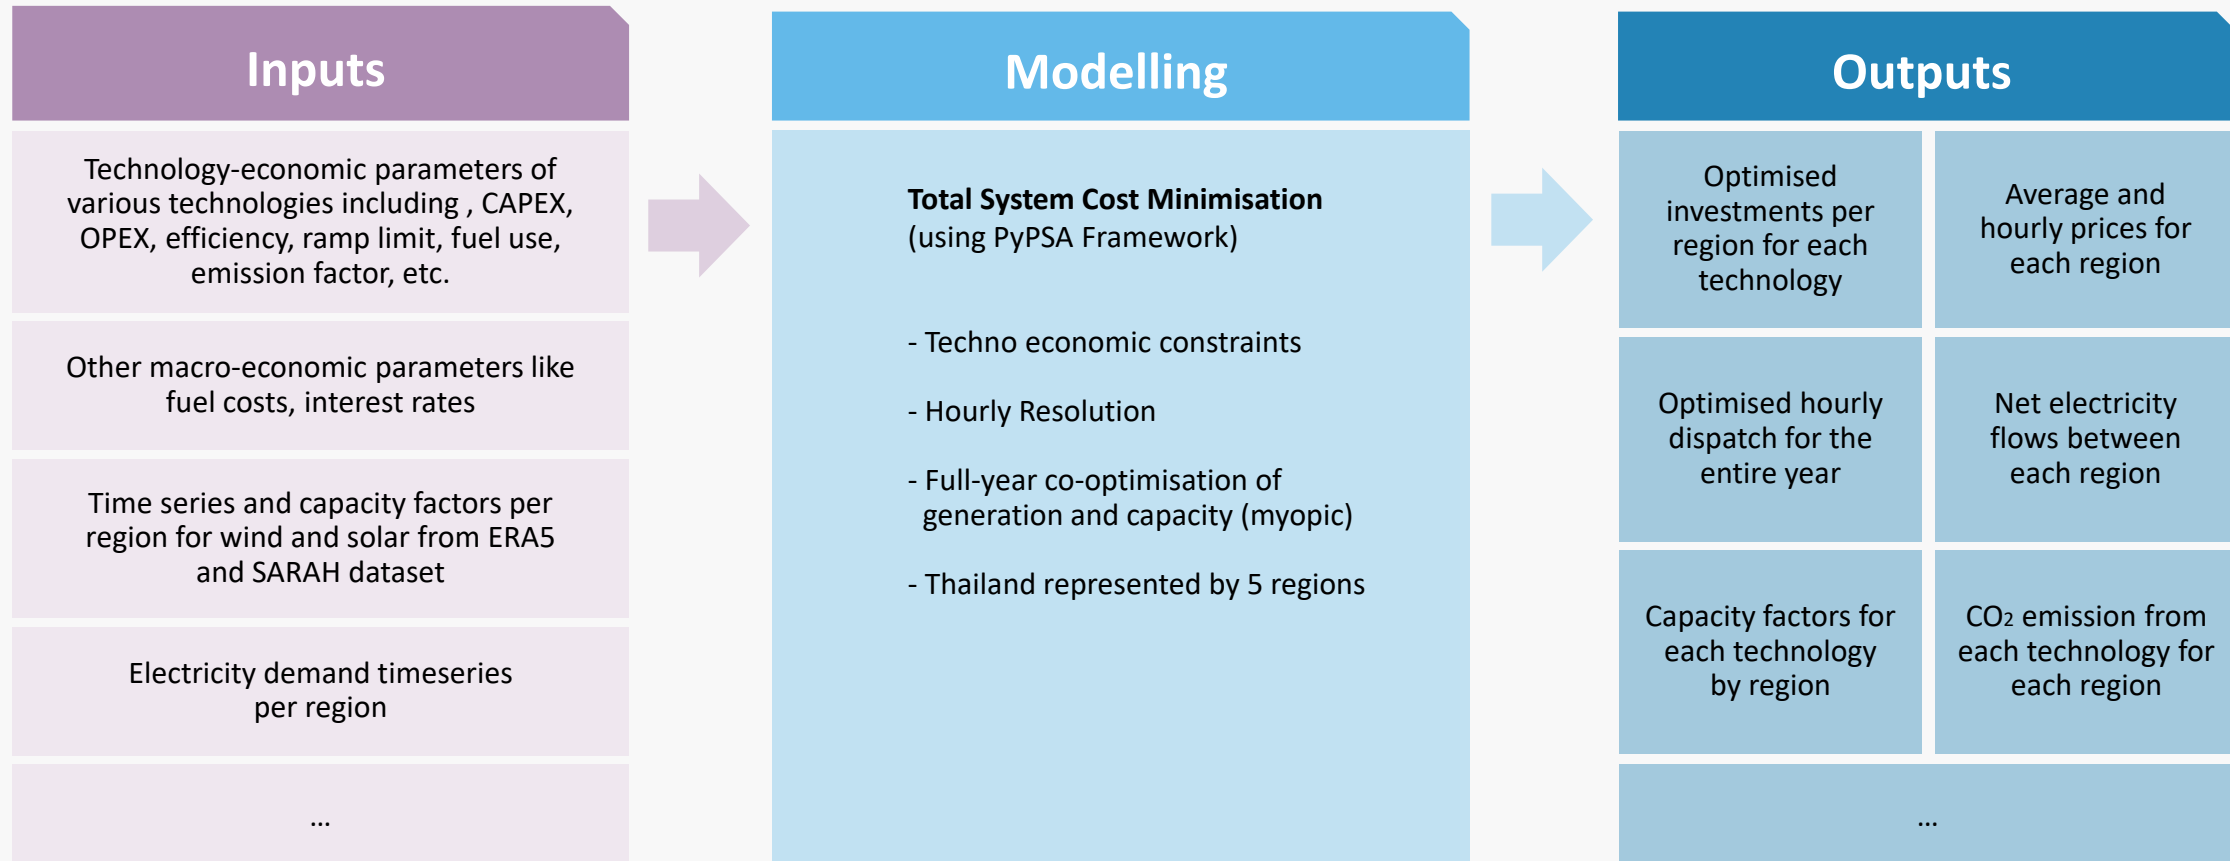 Inputs
Technology-economic parameters of
various technologies including , CAPEX,
OPEX, efficiency, ramp limit, fuel use,
emission factor, etc.
Other macro-economic parameters like
fuel costs, interest rates
Time series and capacity factors per
region for wind and solar from ERA5
and SARAH dataset
Electricity demand timeseries
per region
...
Modelling
Total System Cost Minimisation
(using PyPSA Framework)
- Techno economic constraints
- Hourly Resolution
- Full-year co-optimisation of
generation and capacity (myopic)
- Thailand represented by 5 regions
Outputs
Optimised
investments per
region for each
technology
Average and
hourly prices for
each region
Optimised hourly
dispatch for the
entire year
Net electricity
flows between
each region
Capacity factors for
each technology
by region
CO2 emission from
each technology for
each region
...